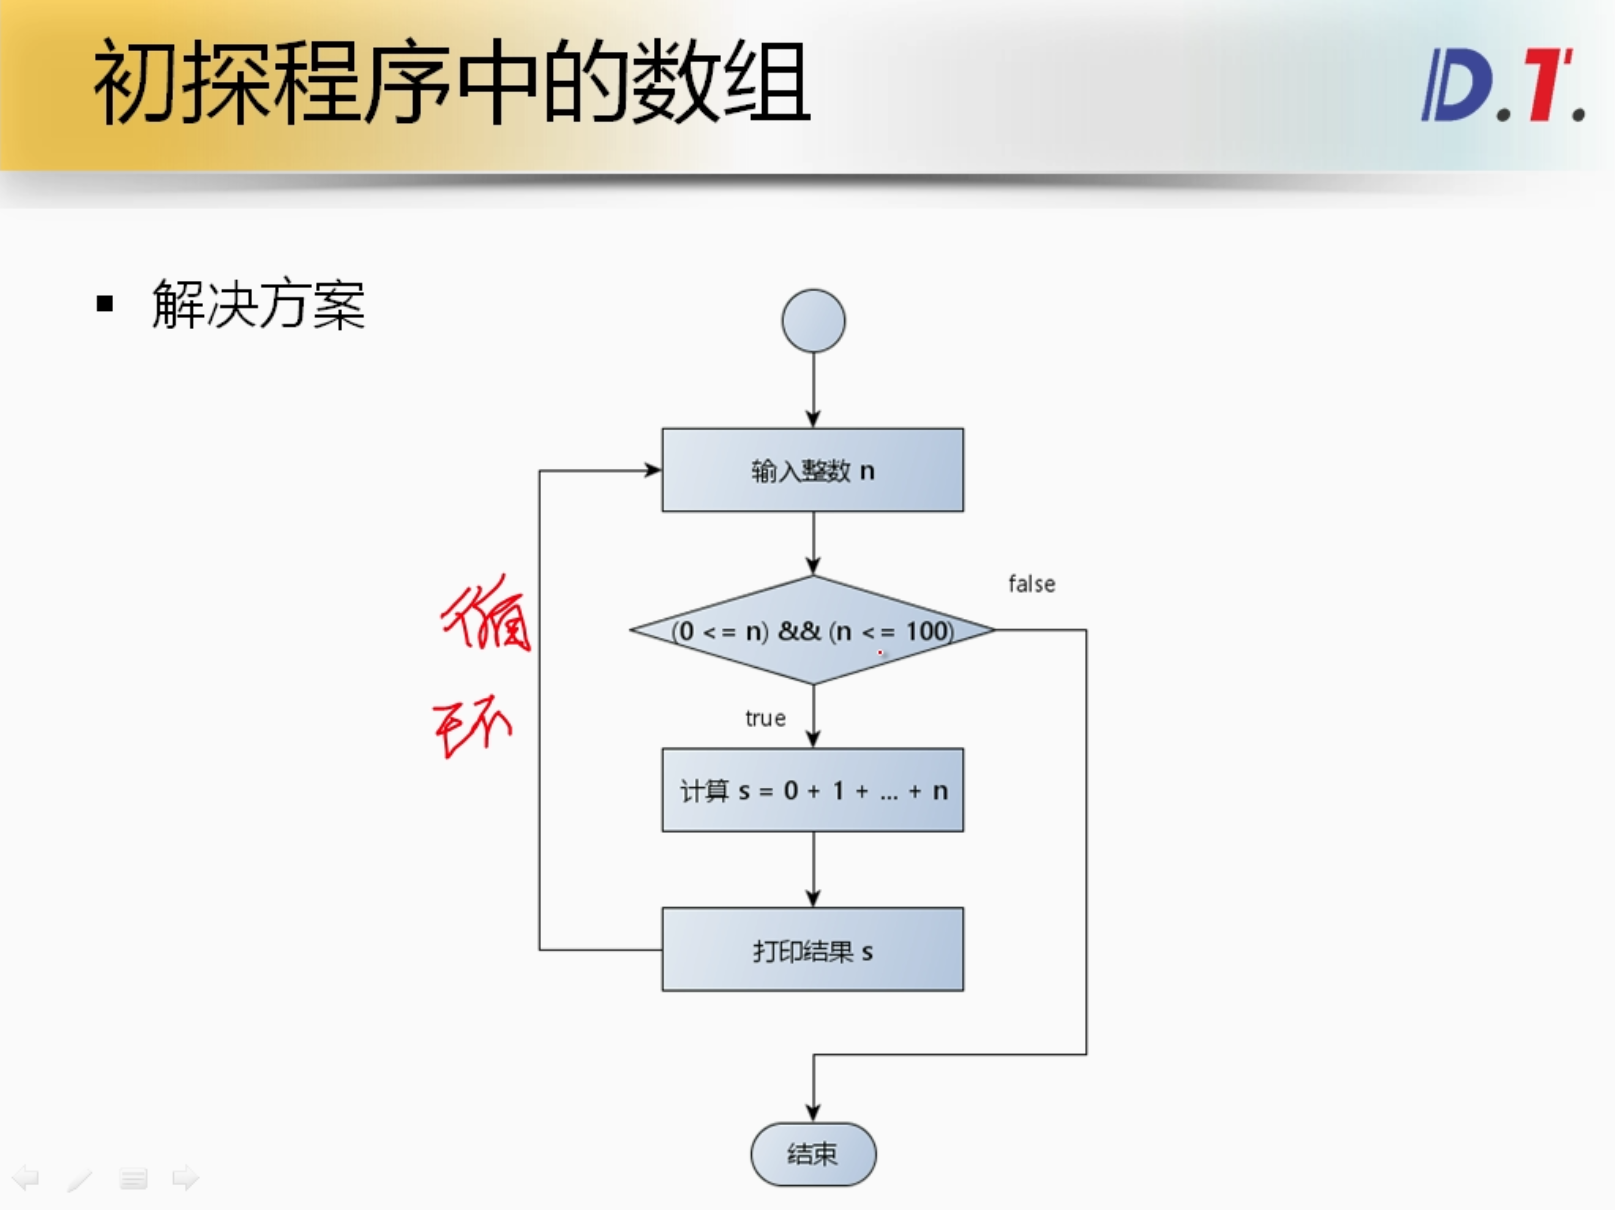 初探程序中的数组
D.T.
▪ 解决方案
输入整数 n
false
(0 <= n) && (n <= 100)
循
环
true
计算 s = 0 + 1 + ... + n
打印结果 s
结束